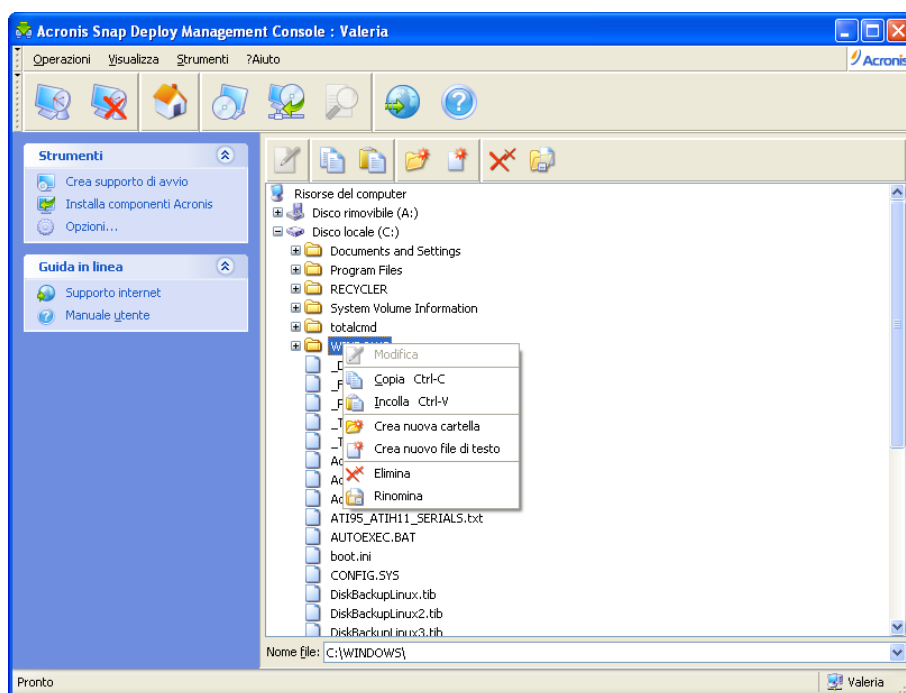 Acronis Snap Deploy Management Console : Valeria
Operazioni Visualizza Strumenti ?Aiuto
Acronis
Strumenti
Crea supporto di avvio
Installa componenti Acronis
Opzioni...
Guida in linea
Supporto internet
Manuale utente
Risorse del computer
Disco rimovibile (A:)
Disco locale (C:)
Documents and Settings
Program Files
RECYCLER
System Volume Information
totalcmd
Modifica
Copia Ctrl-C
Incolla Ctrl-V
Crea nuova cartella
Crea nuovo file di testo
Elimina
Rinomina
ATI95_ATIH11_SERIALS.txt
AUTOEXEC.BAT
boot.ini
CONFIG.SYS
DiskBackupLinux.tib
DiskBackupLinux2.tib
DiskBackupLinux3.tib
Nome file: C:\WINDOWS\
Pronto
Valeria